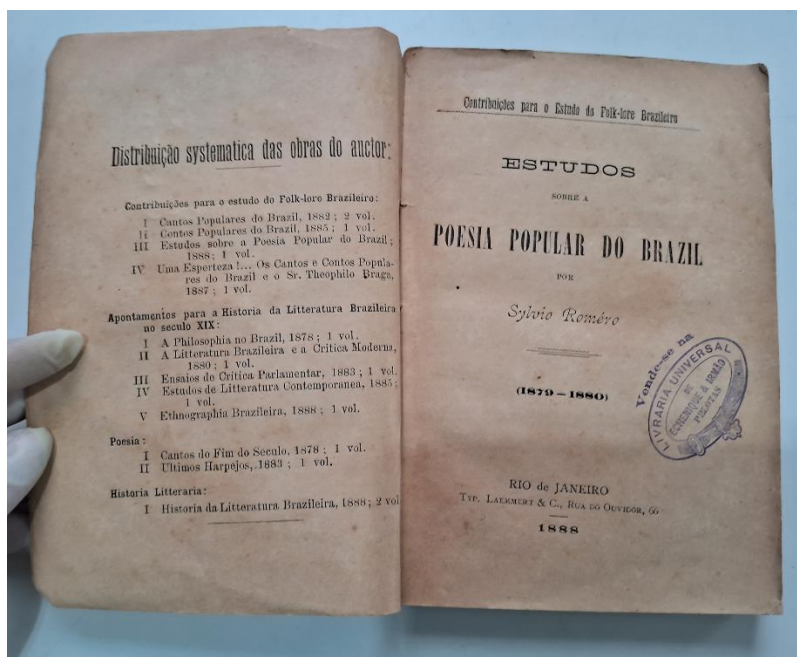 Distribuição systematica das obras do auctor:
Contribuições para o estudo do Folk-loro Brazileiro:
I Cantos Populares do Brazil, 1882; 2 vol.
II Contos Populares do Brazil, 1885; 1 vol.
III Estudos sobre a Poesia Popular do Brazil;
1888; 1 vol.
IV Uma Esperteza!... Os Cantos e Contos Popula-
res do Brazil e o Sr. Theophilo Braga,
1887; 1 vol.
Apontamentos para a Historia da Litteratura Brazileira
no seculo XIX:
I A Philosophia no Brazil, 1878; 1 vol.
II A Litteratura Brazileira e a Critica Moderna,
1880; 1 vol.
III Ensaios de Critica Parlamentar, 1883; 1 vol.
IV Estudos de Litteratura Contemporanea, 1885;
1 vol.
V Ethnographia Brazileira, 1888; 1 vol.
Poesia:
I Cantos do Fim do Seculo, 1878; 1 vol.
II Ultimos Harpejos, 1883; 1 vol.
Historia Litteraria:
I Historia da Litteratura Brazileira, 1888; 2 vol
Contribuições para o Estudo do Folk-lore Brazileiro
ESTUDOS
SOBRE A
POESIA POPULAR DO BRAZIL
POR
Sylvio Roméro
(1879-1880)
Vende-se na
LIVRARIA UNIVERSAL
DE
ECHENIQUE & IRMÃO
PELOTAS
RIO de JANEIRO
TYP. LAEMMERT & C., RUA DO OUVIDOR, 66
1888